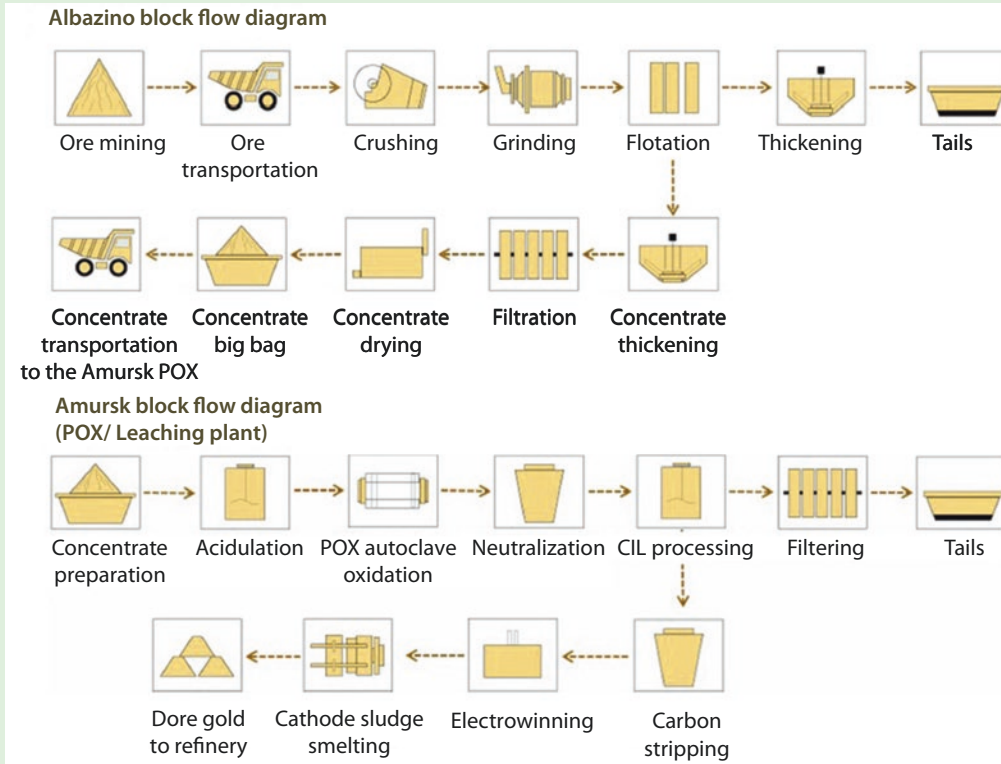 Albazino block flow diagram
Ore mining
Ore
transportation
Crushing
Grinding
Flotation
Thickening
Tails
Concentrate
transportation
to the Amursk POX
Concentrate
big bag
Concentrate
drying
Filtration
Concentrate
thickening
Amursk block flow diagram
(POX/ Leaching plant)
Concentrate
preparation
Acidulation
POX autoclave
oxidation
Neutralization
CIL processing
Filtering
Tails
Dore gold
to refinery
Cathode sludge
smelting
Electrowinning
Carbon
stripping